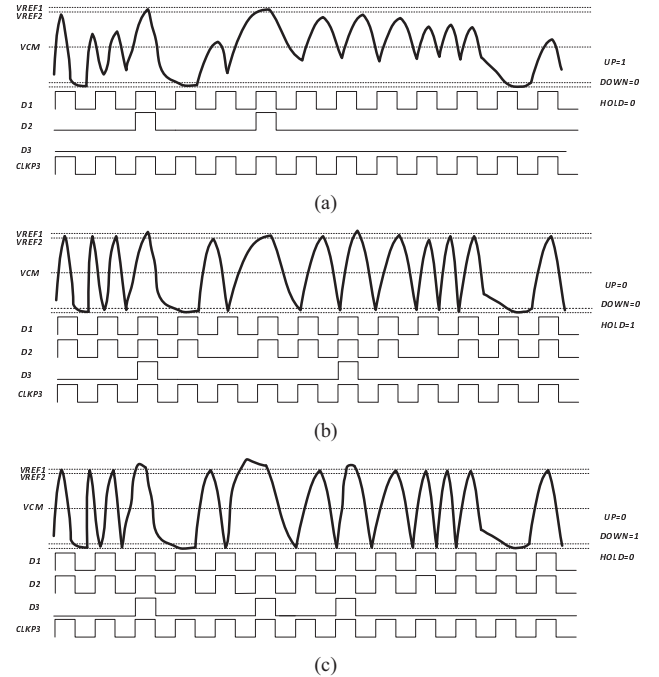 VREF1
VREF2
VCM
UP=1
DOWN=0
HOLD=0
D1
D2
D3
CLKP3
(a)
VREF1
VREF2
VCM
UP=0
DOWN=0
HOLD=1
D1
D2
D3
CLKP3
(b)
VREF1
VREF2
VCM
UP=0
DOWN=1
HOLD=0
D1
D2
D3
CLKP3
(c)